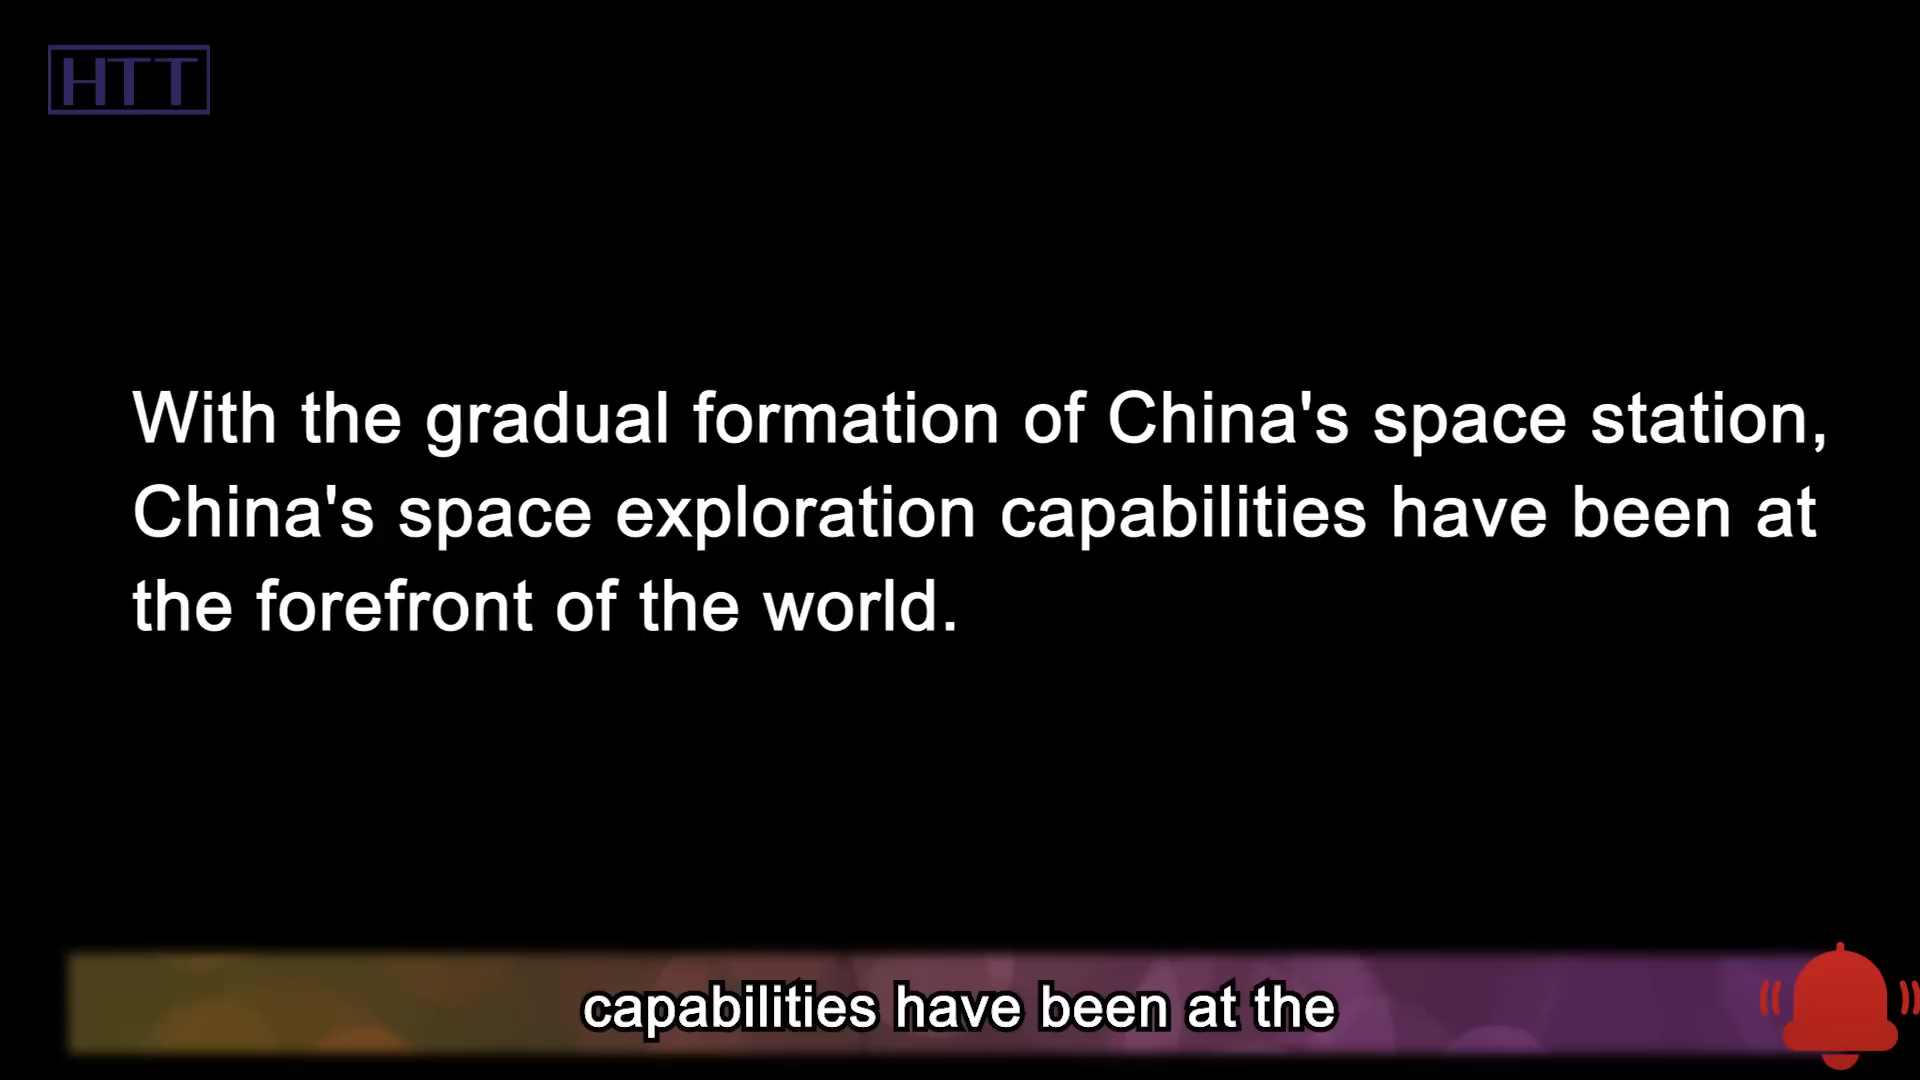 HTT
With the gradual formation of China's space station,
China's space exploration capabilities have been at
the forefront of the world.
capabilities have been at the